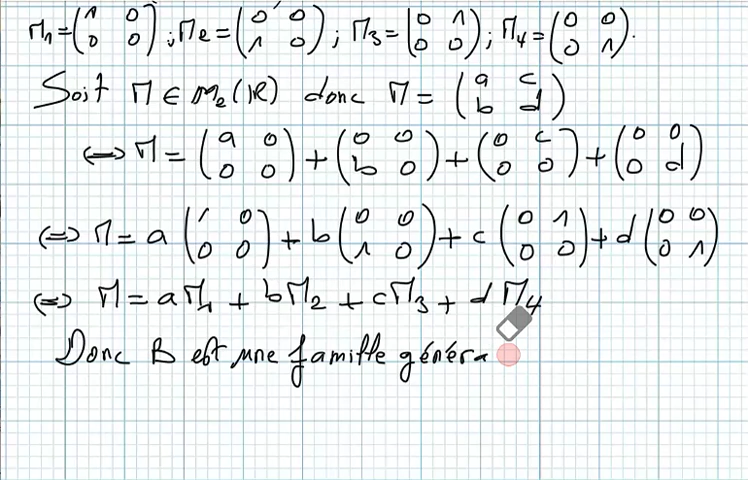 M₁ = (1 0 / 0 0) ; M₂ = (0 0 / 1 0) ; M₃ = (0 1 / 0 0) ; M₄ = (0 0 / 0 1).
Soit M ∈ M₂(ℝ) donc M = (a c / b d)
⟺ M = (a 0 / 0 0) + (0 0 / b 0) + (0 c / 0 0) + (0 0 / 0 d)
⟺ M = a (1 0 / 0 0) + b (0 0 / 1 0) + c (0 1 / 0 0) + d (0 0 / 0 1)
⟺ M = aM₁ + bM₂ + cM₃ + dM₄
Donc B est une famille généra